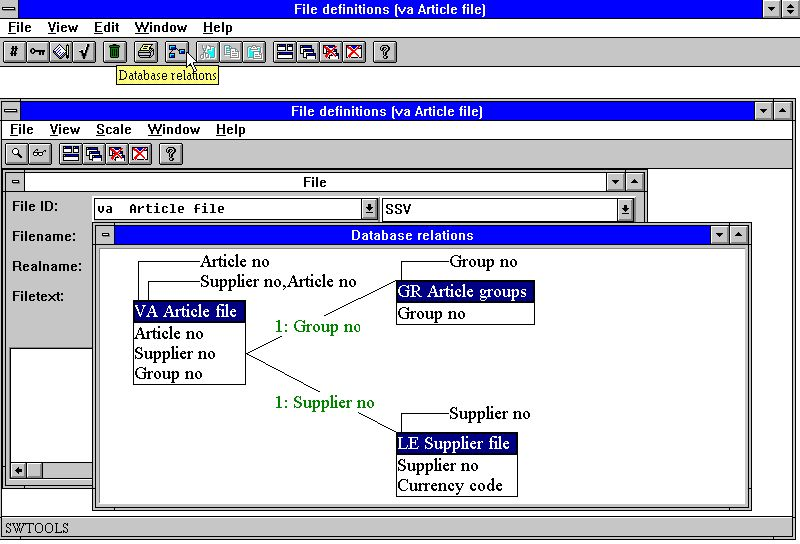 File definitions (va Article file)
File View Edit Window Help
#
?
Database relations
File definitions (va Article file)
File View Scale Window Help
?
File
File ID: va Article file SSV
Filename:
Database relations
Realname:
Filetext:
Article no
Supplier no,Article no
VA Article file
Article no
Supplier no
Group no
1: Group no
Group no
GR Article groups
Group no
1: Supplier no
Supplier no
LE Supplier file
Supplier no
Currency code
SWTOOLS